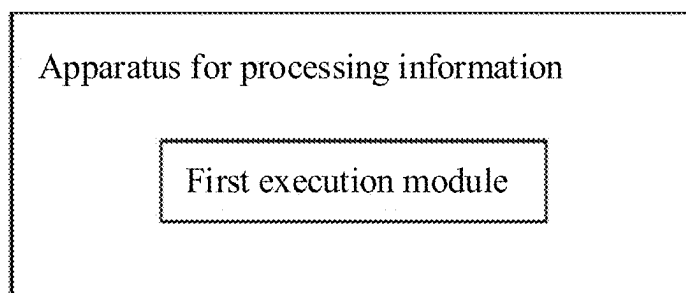 Apparatus for processing information
First execution module